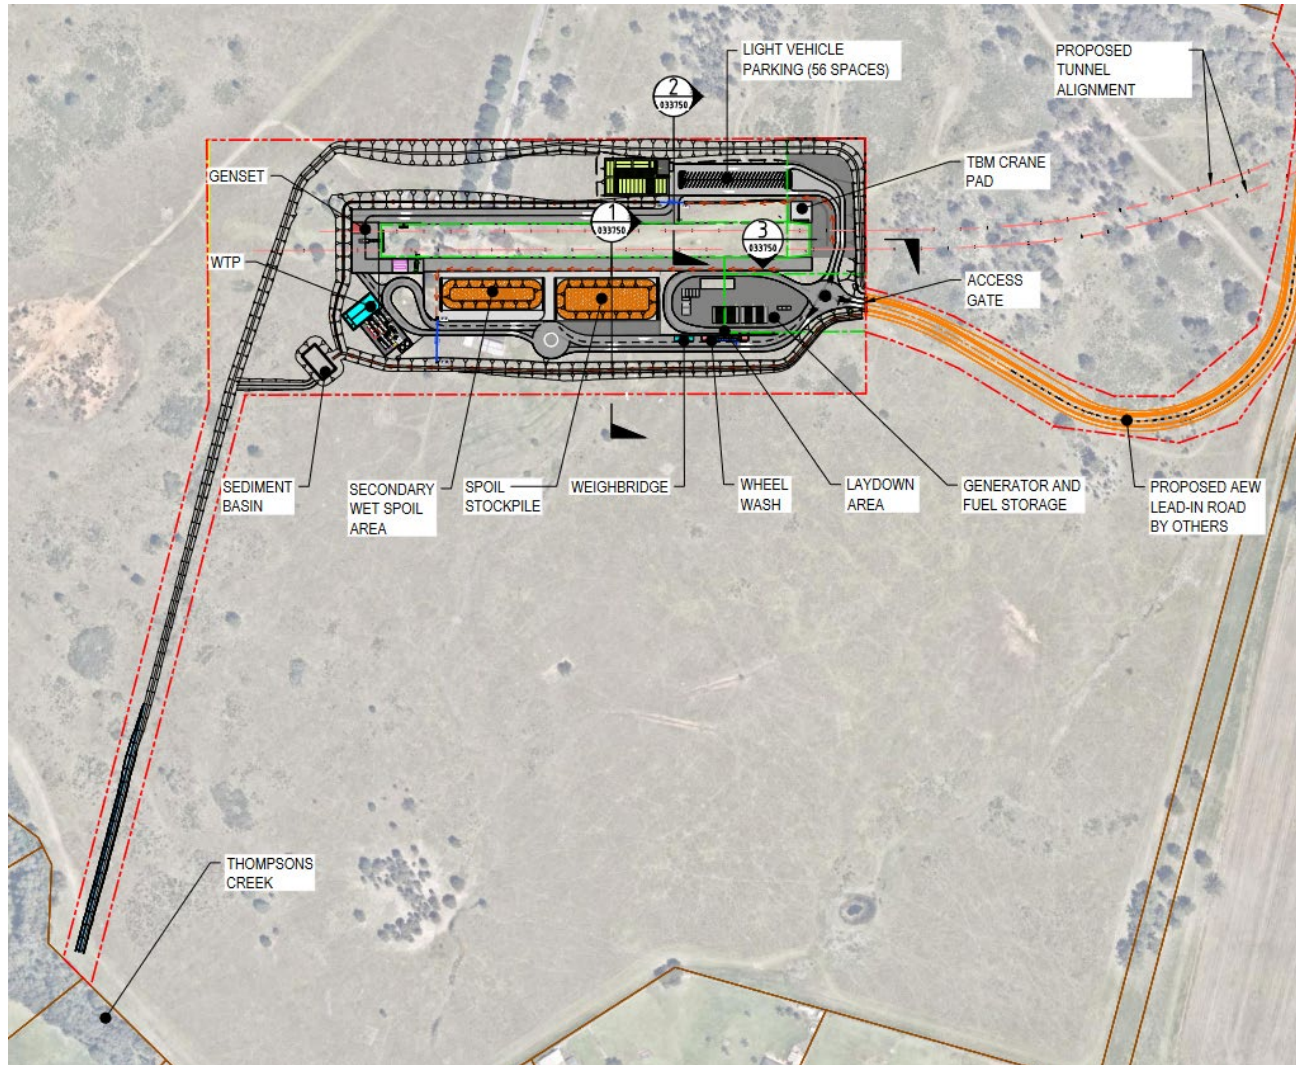 LIGHT VEHICLE
PARKING (56 SPACES)
PROPOSED
TUNNEL
ALIGNMENT
2
033750
GENSET
TBM CRANE
PAD
1
033750
3
033750
WTP
ACCESS
GATE
SEDIMENT
BASIN
SECONDARY
WET SPOIL
AREA
SPOIL
STOCKPILE
WEIGHBRIDGE
WHEEL
WASH
LAYDOWN
AREA
GENERATOR AND
FUEL STORAGE
PROPOSED AEW
LEAD-IN ROAD
BY OTHERS
THOMPSONS
CREEK